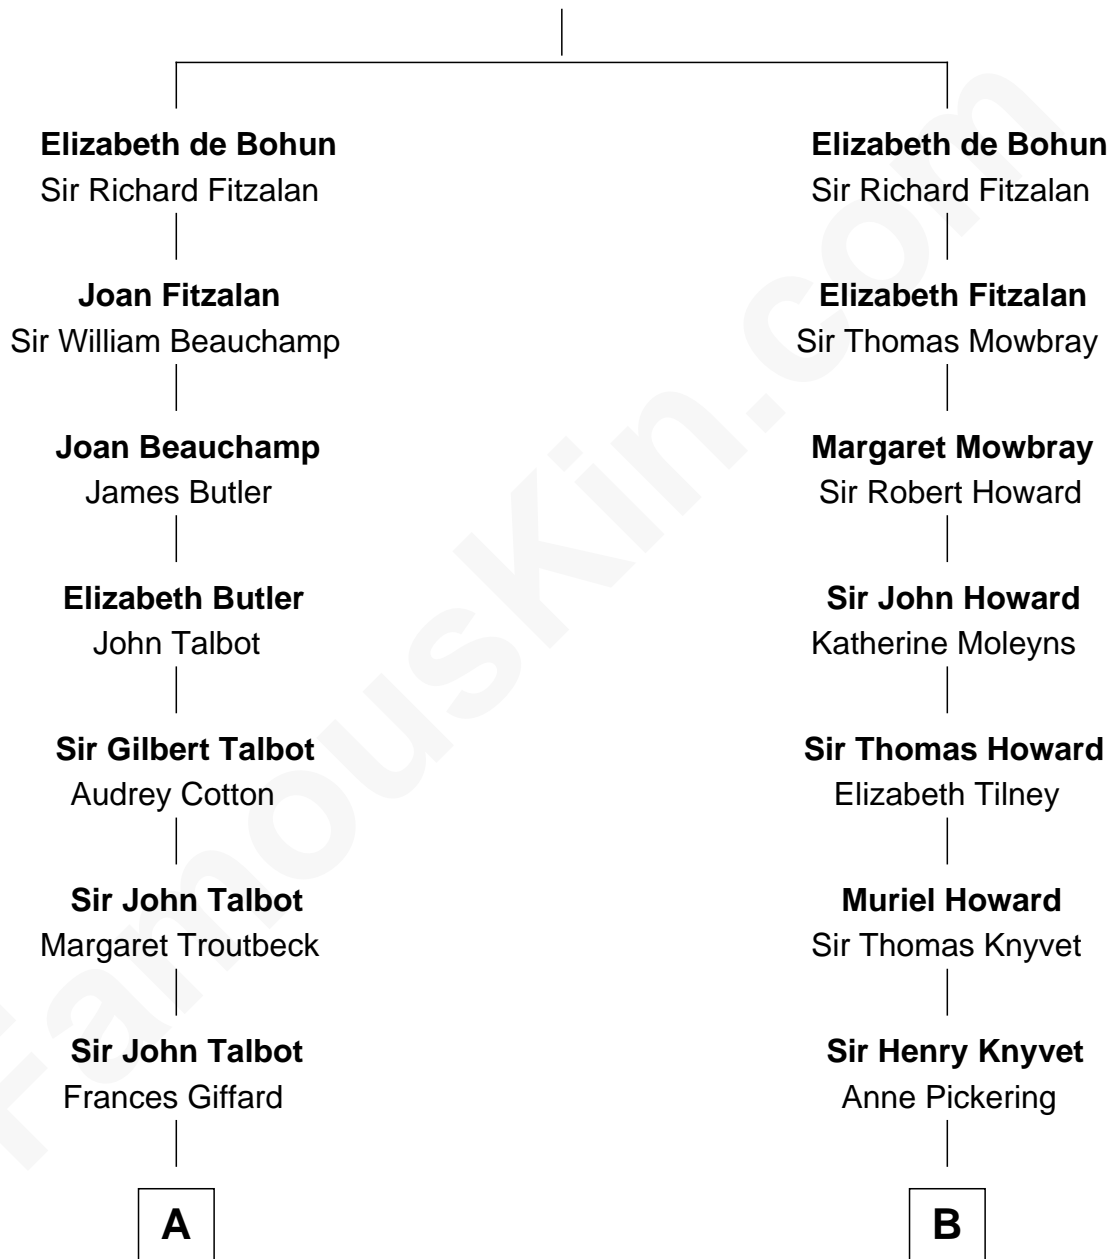 Elizabeth de Bohun
Sir Richard Fitzalan
Joan Fitzalan
Sir William Beauchamp
Joan Beauchamp
James Butler
Elizabeth Butler
John Talbot
Sir Gilbert Talbot
Audrey Cotton
Sir John Talbot
Margaret Troutbeck
Sir John Talbot
Frances Giffard
A
Elizabeth de Bohun
Sir Richard Fitzalan
Elizabeth Fitzalan
Sir Thomas Mowbray
Margaret Mowbray
Sir Robert Howard
Sir John Howard
Katherine Moleyns
Sir Thomas Howard
Elizabeth Tilney
Muriel Howard
Sir Thomas Knyvet
Sir Henry Knyvet
Anne Pickering
B
FamousKin.com